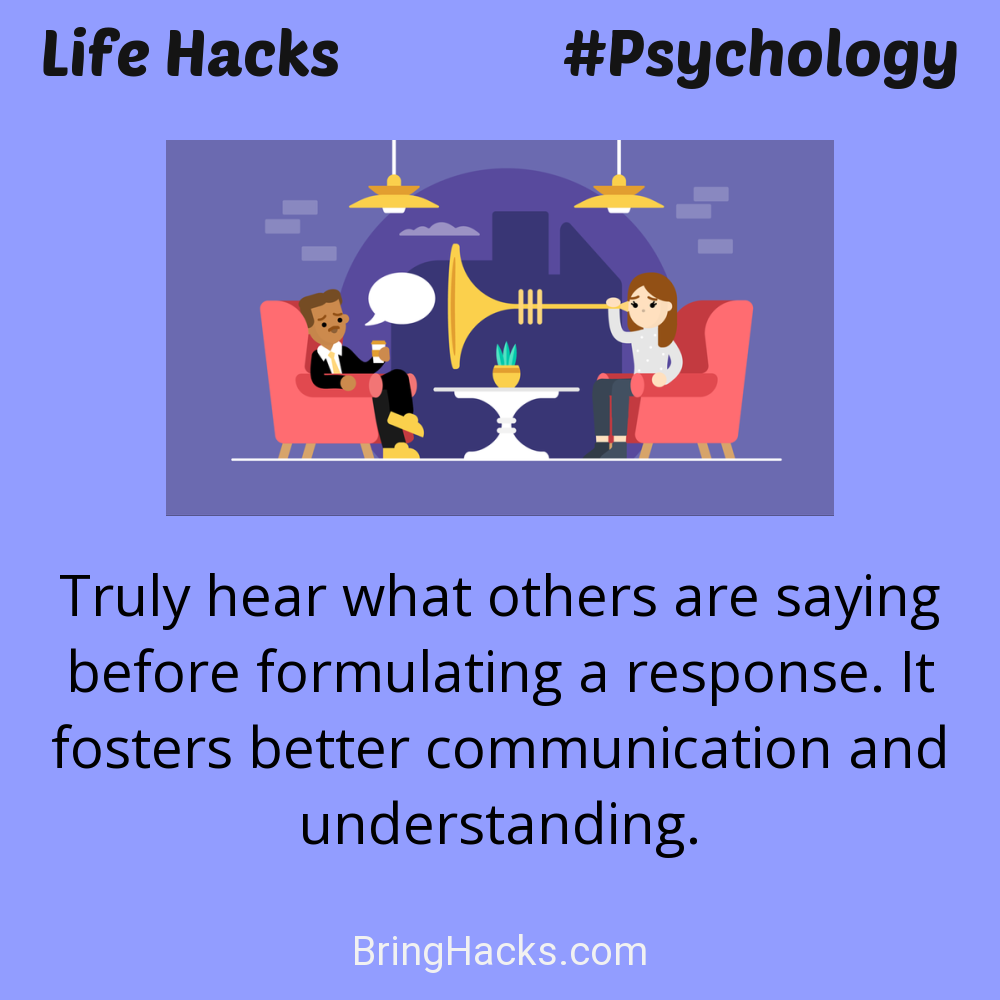 Life Hacks #Psychology
Truly hear what others are saying
before formulating a response. It
fosters better communication and
understanding.
BringHacks.com